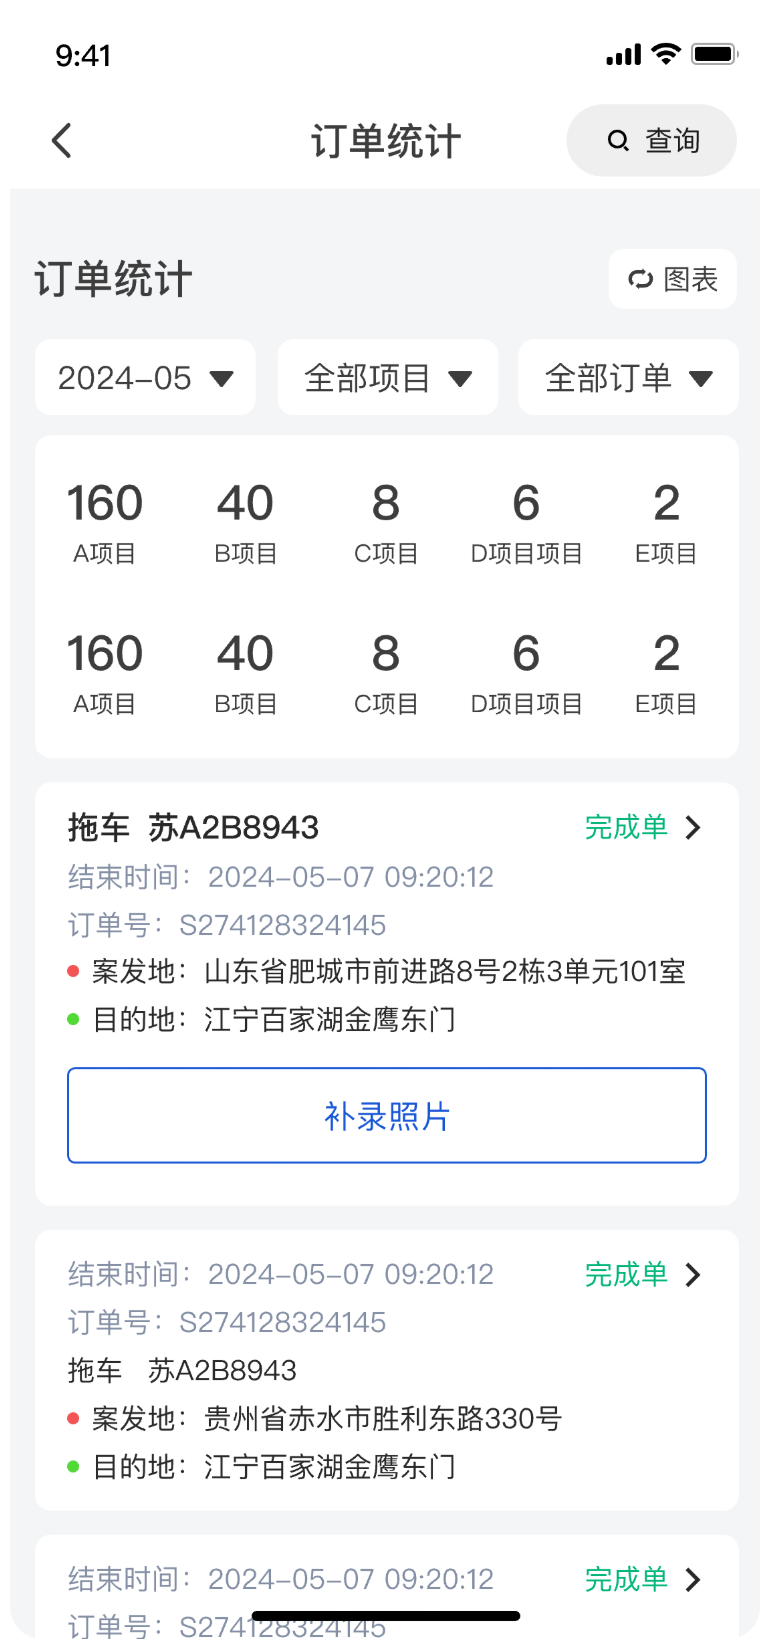 9:41
订单统计
查询
订单统计
图表
2024-05 全部项目 全部订单
160 40 8 6 2
A项目 B项目 C项目 D项目项目 E项目
160 40 8 6 2
A项目 B项目 C项目 D项目项目 E项目
拖车 苏A2B8943 完成单
结束时间：2024-05-07 09:20:12
订单号：S274128324145
案发地：山东省肥城市前进路8号2栋3单元101室
目的地：江宁百家湖金鹰东门
补录照片
结束时间：2024-05-07 09:20:12 完成单
订单号：S274128324145
拖车 苏A2B8943
案发地：贵州省赤水市胜利东路330号
目的地：江宁百家湖金鹰东门
结束时间：2024-05-07 09:20:12 完成单
订单号：S274128324145